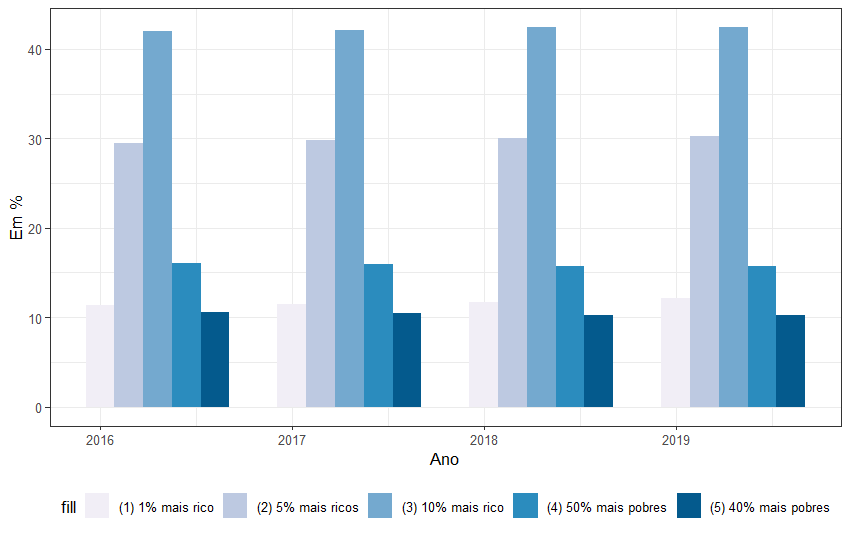 40
30
20
10
0
Em %
2016 2017 2018 2019
Ano
fill (1) 1% mais rico (2) 5% mais ricos (3) 10% mais rico (4) 50% mais pobres (5) 40% mais pobres